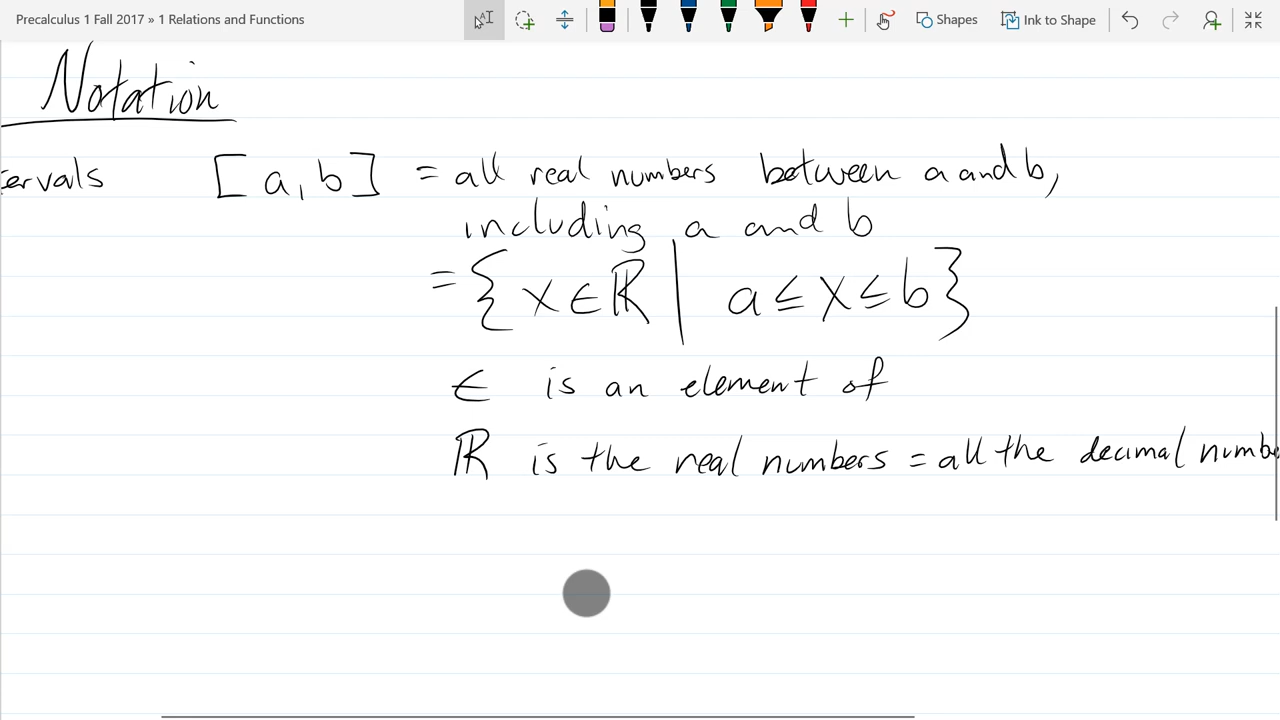 Precalculus 1 Fall 2017 » 1 Relations and Functions
Shapes
Ink to Shape
Notation
ervals [a,b] = all real numbers between a and b,
including a and b
= { x ∈ ℝ | a ≤ x ≤ b }
∈ is an element of
ℝ is the real numbers = all the decimal numbe